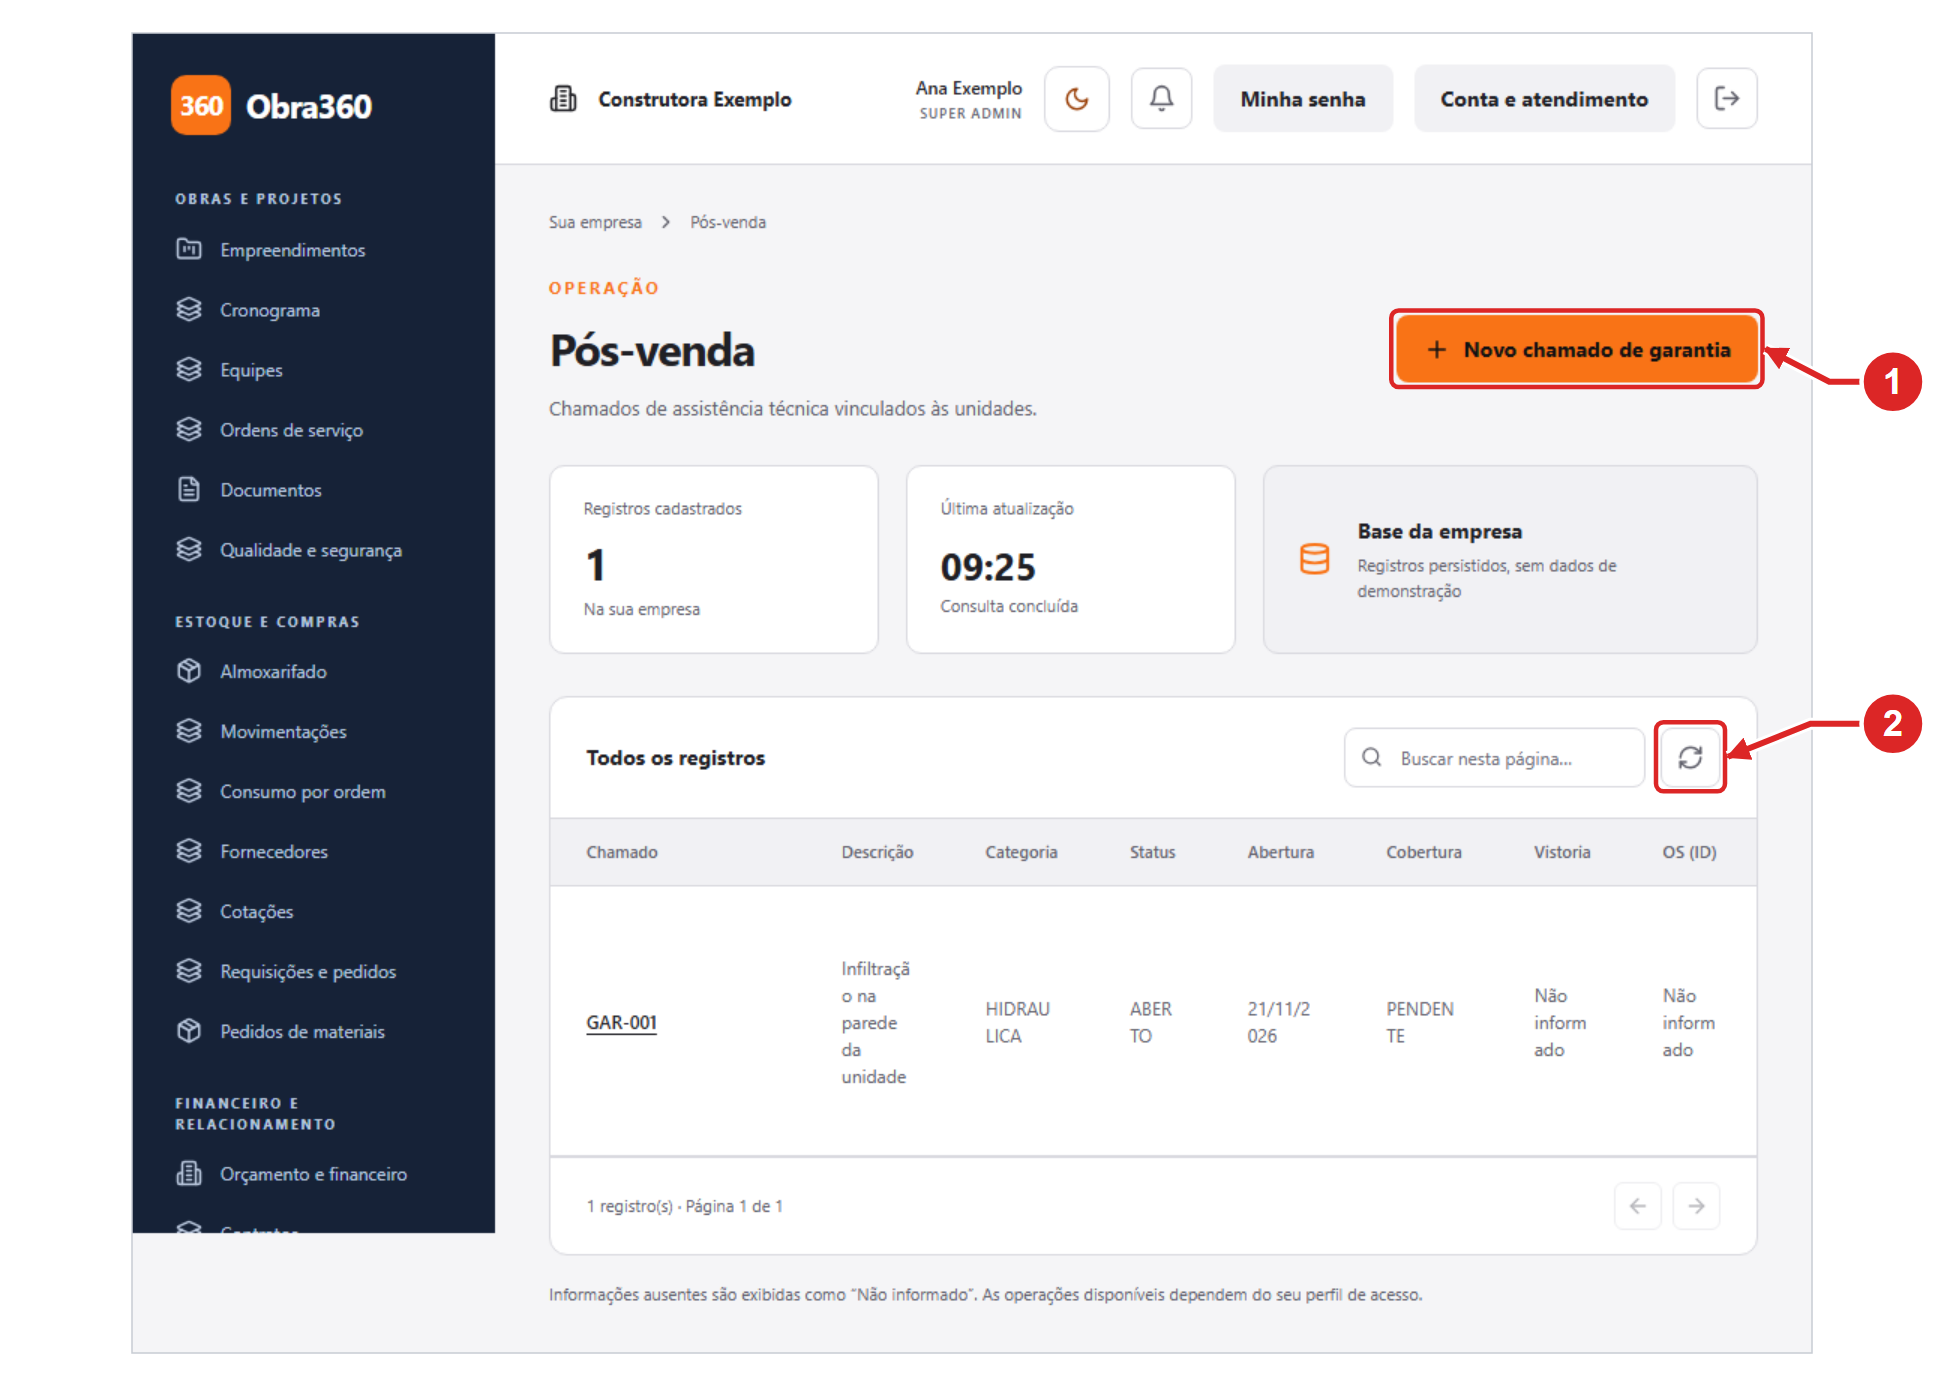 360 Obra360
Construtora Exemplo
Ana Exemplo
SUPER ADMIN
Minha senha
Conta e atendimento
OBRAS E PROJETOS
Empreendimentos
Cronograma
Equipes
Ordens de serviço
Documentos
Qualidade e segurança
ESTOQUE E COMPRAS
Almoxarifado
Movimentações
Consumo por ordem
Fornecedores
Cotações
Requisições e pedidos
Pedidos de materiais
FINANCEIRO E
RELACIONAMENTO
Orçamento e financeiro
Contratos
Sua empresa > Pós-venda
OPERAÇÃO
Pós-venda
+ Novo chamado de garantia
1
Chamados de assistência técnica vinculados às unidades.
Registros cadastrados
1
Na sua empresa
Última atualização
09:25
Consulta concluída
Base da empresa
Registros persistidos, sem dados de
demonstração
Todos os registros
Buscar nesta página...
2
Chamado Descrição Categoria Status Abertura Cobertura Vistoria OS (ID)
GAR-001
Infiltraçã
o na
parede
da
unidade
HIDRAU
LICA
ABER
TO
21/11/2
026
PENDEN
TE
Não
inform
ado
Não
inform
ado
1 registro(s) · Página 1 de 1
Informações ausentes são exibidas como “Não informado”. As operações disponíveis dependem do seu perfil de acesso.